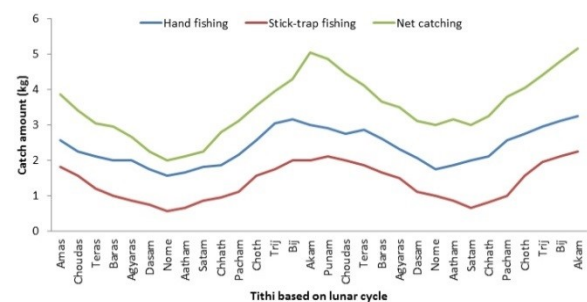 Hand fishing Stick-trap fishing Net catching
6
5
4
3
2
1
0
Catch amount (kg)
Amas
Choudas
Teras
Baras
Agyaras
Dasam
Nome
Aatham
Satam
Chhath
Pacham
Choth
Trij
Bij
Akam
Punam
Choudas
Teras
Baras
Agyaras
Dasam
Nome
Aatham
Satam
Chhath
Pacham
Choth
Trij
Bij
Akam
Tithi based on lunar cycle